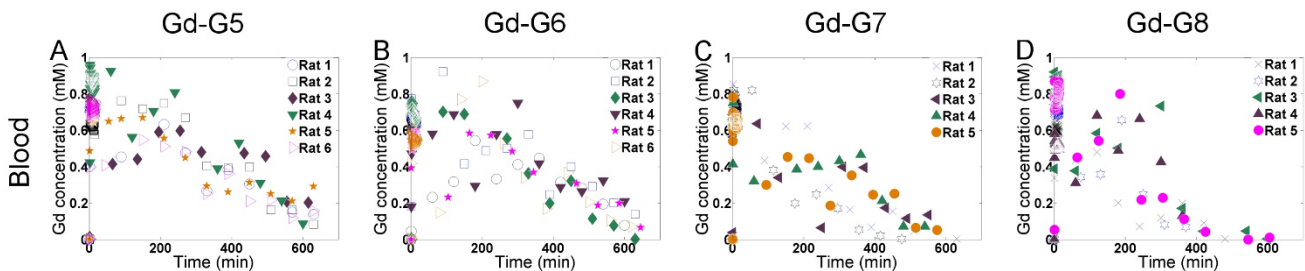 Gd-G5 Gd-G6 Gd-G7 Gd-G8
Blood
A
Gd concentration (mM)
1
0.8
0.6
0.4
0.2
0
0 200 400 600
Time (min)
Rat 1
Rat 2
Rat 3
Rat 4
Rat 5
Rat 6
B
Gd concentration (mM)
1
0.8
0.6
0.4
0.2
0
0 200 400 600
Time (min)
Rat 1
Rat 2
Rat 3
Rat 4
Rat 5
Rat 6
C
Gd concentration (mM)
1
0.8
0.6
0.4
0.2
0
0 200 400 600
Time (min)
Rat 1
Rat 2
Rat 3
Rat 4
Rat 5
D
Gd concentration (mM)
1
0.8
0.6
0.4
0.2
0
0 200 400 600
Time (min)
Rat 1
Rat 2
Rat 3
Rat 4
Rat 5